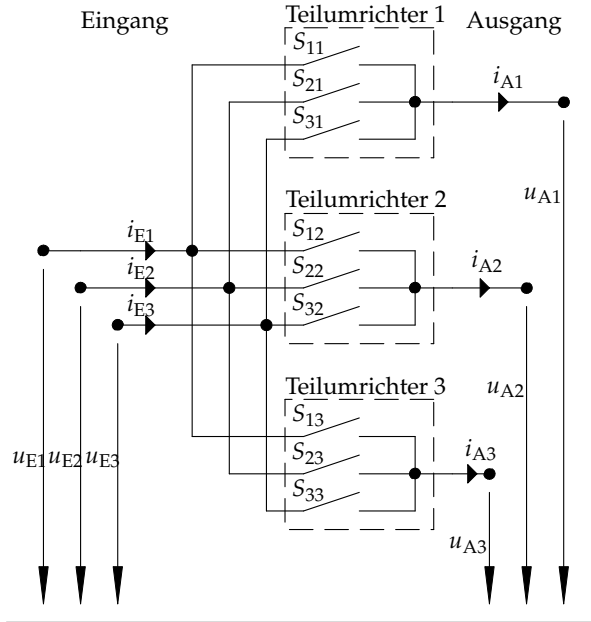 Eingang
Teilumrichter 1
Ausgang
S11
S21
S31
iA1
uA1
Teilumrichter 2
iE1
iE2
iE3
S12
S22
S32
iA2
uA2
Teilumrichter 3
S13
S23
S33
iA3
uE1 uE2 uE3
uA3